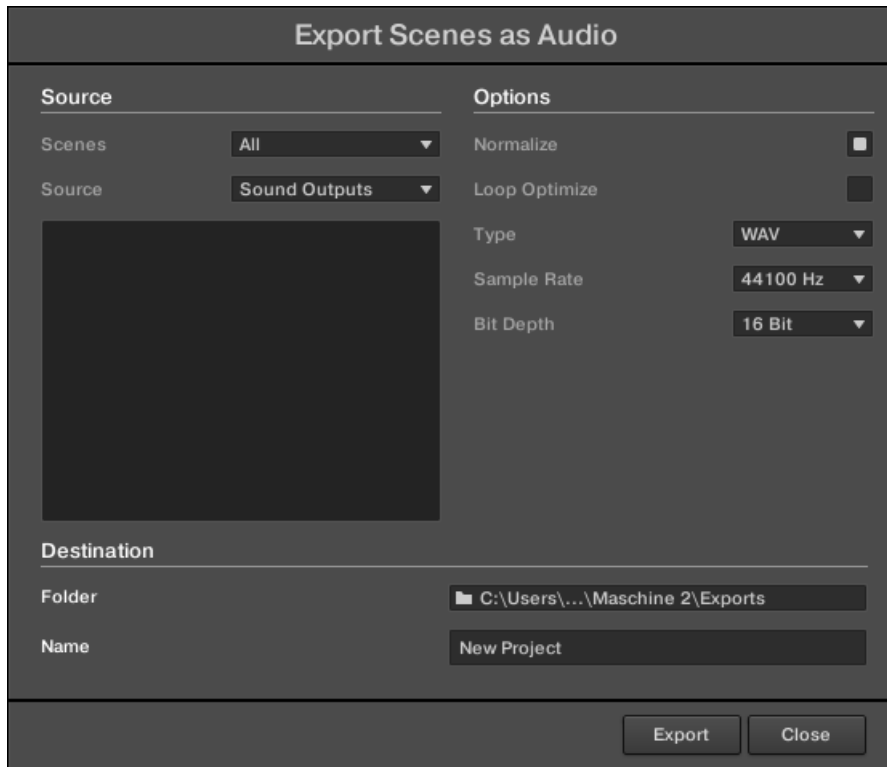 Export Scenes as Audio
Source
Scenes All
Source Sound Outputs
Options
Normalize
Loop Optimize
Type WAV
Sample Rate 44100 Hz
Bit Depth 16 Bit
Destination
Folder C:\Users\...\Maschine 2\Exports
Name New Project
Export Close